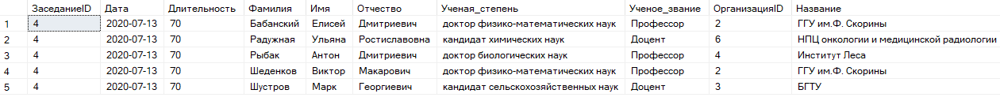 ЗаседаниеID Дата Длительность Фамилия Имя Отчество Ученая_степень Ученое_звание ОрганизацияID Название
1 4 2020-07-13 70 Бабанский Елисей Дмитриевич доктор физико-математических наук Профессор 2 ГГУ им.Ф. Скорины
2 4 2020-07-13 70 Радужная Ульяна Ростиславовна кандидат химических наук Доцент 6 НПЦ онкологии и медицинской радиологии
3 4 2020-07-13 70 Рыбак Антон Дмитриевич доктор биологических наук Профессор 4 Институт Леса
4 4 2020-07-13 70 Шеденков Виктор Макарович доктор физико-математических наук Профессор 2 ГГУ им.Ф. Скорины
5 4 2020-07-13 70 Шустров Марк Георгиевич кандидат сельскохозяйственных наук Доцент 3 БГТУ